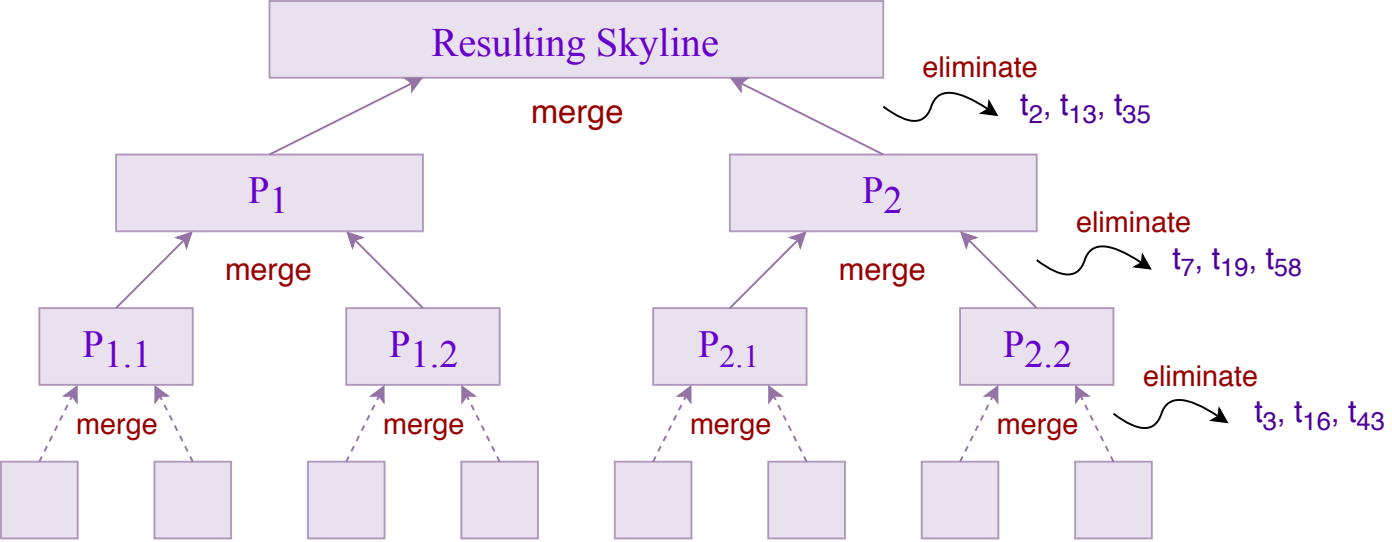 Resulting Skyline
eliminate
merge
t2, t13, t35
P1
P2
eliminate
merge
merge
t7, t19, t58
P1.1
P1.2
P2.1
P2.2
eliminate
merge
merge
merge
merge
t3, t16, t43